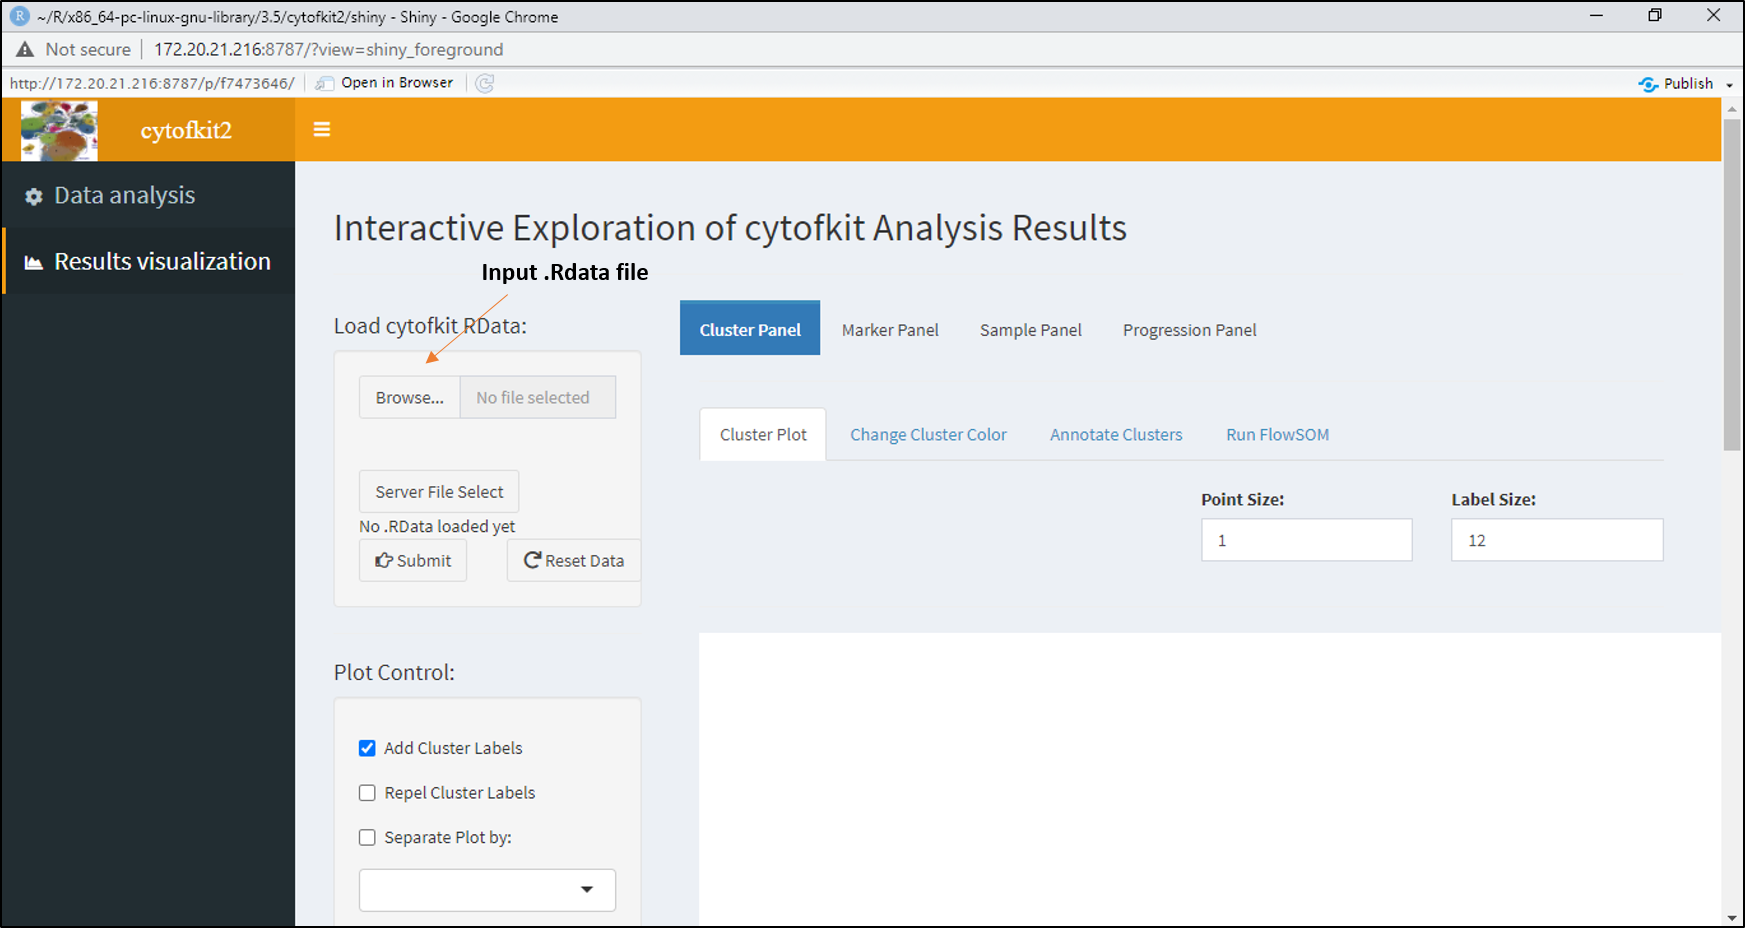 ~/R/x86_64-pc-linux-gnu-library/3.5/cytofkit2/shiny - Shiny - Google Chrome
Not secure 172.20.21.216:8787/?view=shiny_foreground
http://172.20.21.216:8787/p/f7473646/ Open in Browser Publish
cytofkit2
Data analysis
Results visualization
Interactive Exploration of cytofkit Analysis Results
Input .Rdata file
Load cytofkit RData:
Browse... No file selected
Server File Select
No .RData loaded yet
Submit Reset Data
Plot Control:
Add Cluster Labels
Repel Cluster Labels
Separate Plot by:
Cluster Panel Marker Panel Sample Panel Progression Panel
Cluster Plot Change Cluster Color Annotate Clusters Run FlowSOM
Point Size: Label Size:
1 12